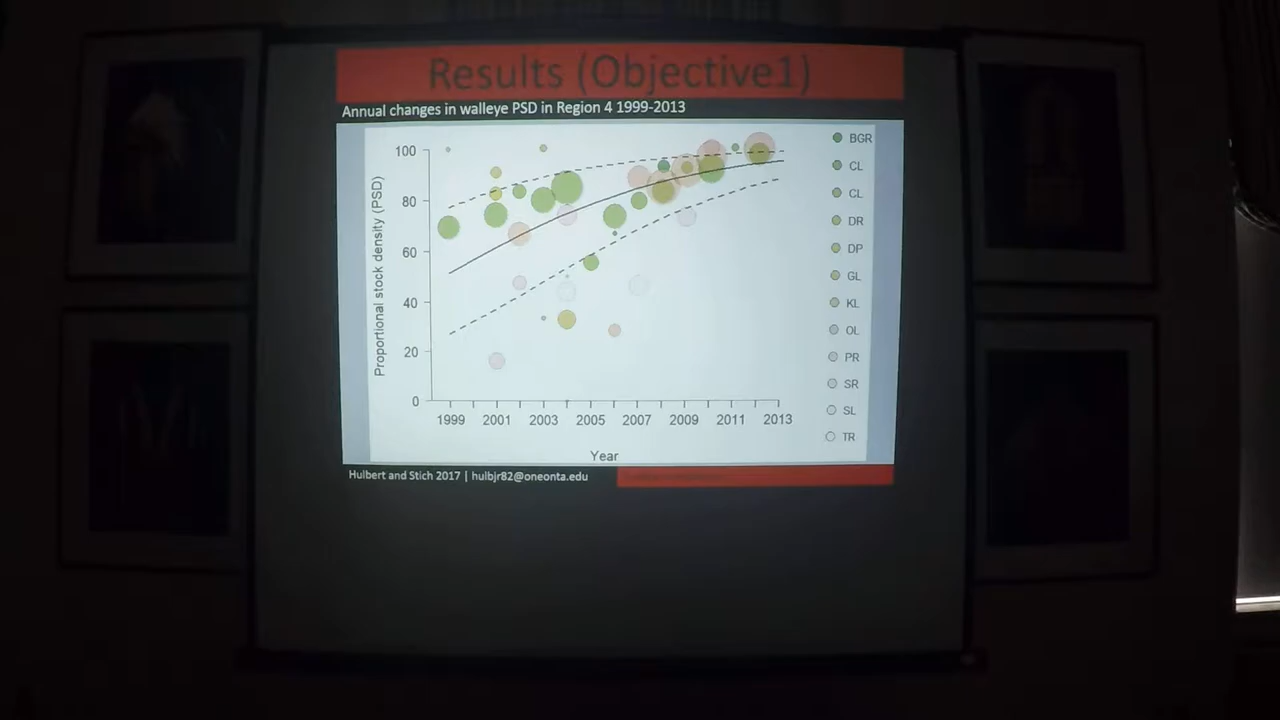 Results (Objective1)
Annual changes in walleye PSD in Region 4 1999-2013
Proportional stock density (PSD)
100
80
60
40
20
0
1999 2001 2003 2005 2007 2009 2011 2013
Year
BGR
CL
CL
DR
DP
GL
KL
OL
PR
SR
SL
TR
Hulbert and Stich 2017 | hulbjr82@oneonta.edu